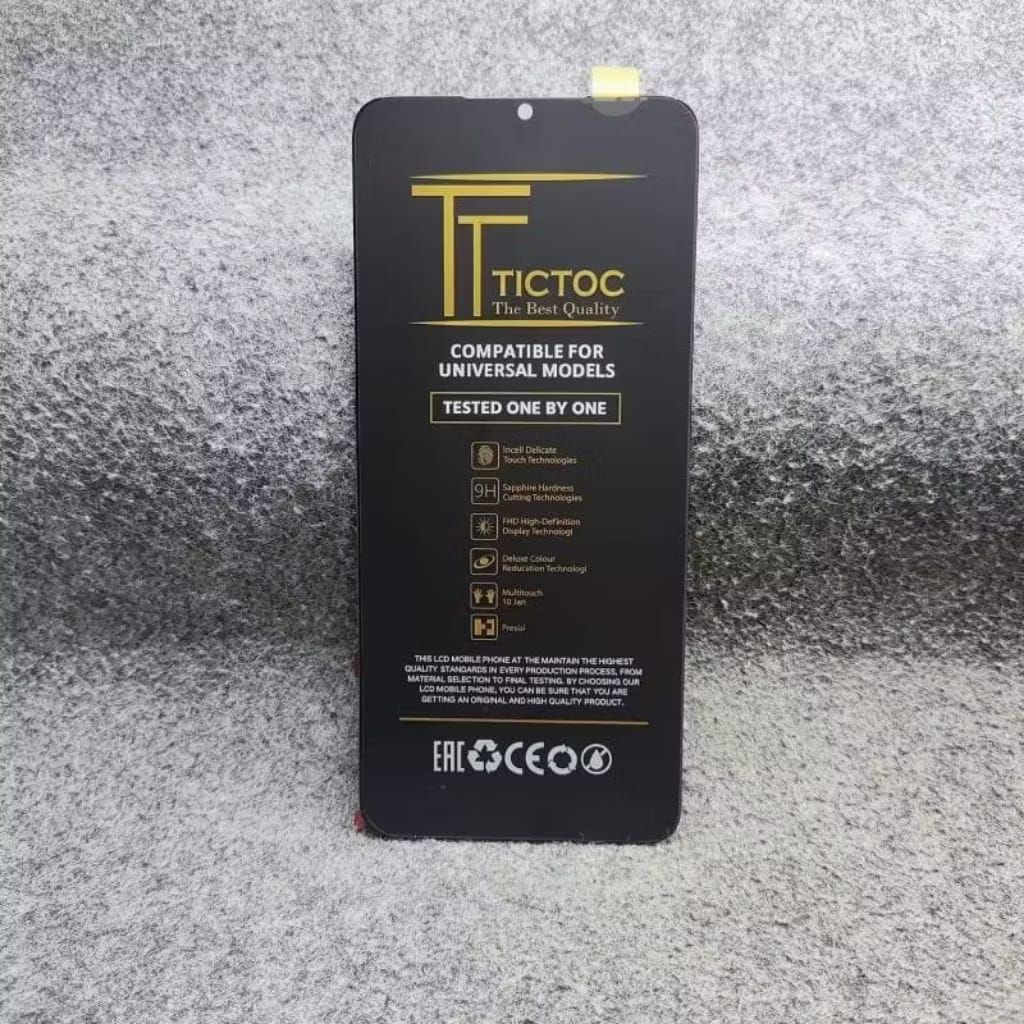 TT
TICTOC
The Best Quality
COMPATIBLE FOR
UNIVERSAL MODELS
TESTED ONE BY ONE
Incell Delicate
Touch Technologies
9H
Sapphire Hardness
Cutting Technologies
FHD High-Definition
Display Technologi
Deluxe Colour
Reducation Technologi
Multitouch
10 Jari
Presisi
THIS LCD MOBILE PHONE AT THE MAINTAIN THE HIGHEST
QUALITY STANDARDS IN EVERY PRODUCTION PROCESS, FROM
MATERIAL SELECTION TO FINAL TESTING. BY CHOOSING OUR
LCD MOBILE PHONE, YOU CAN BE SURE THAT YOU ARE
GETTING AN ORIGINAL AND HIGH QUALITY PRODUCT.
EAC CE